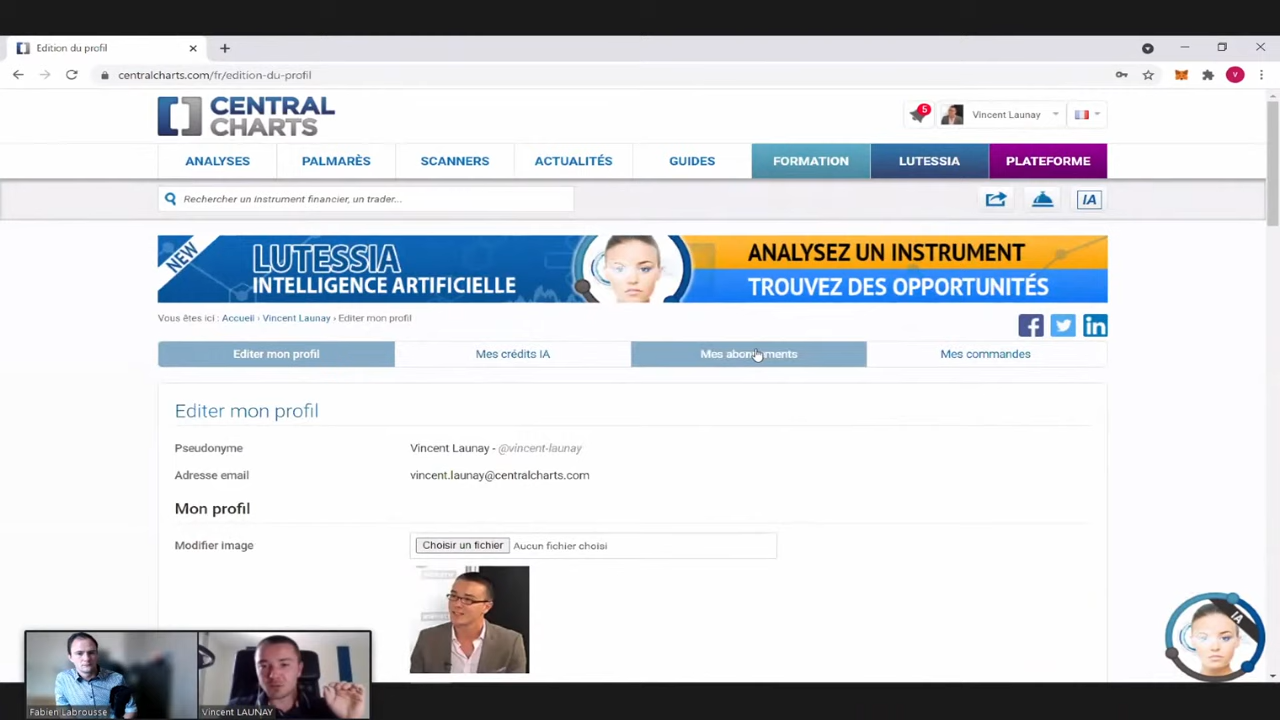 Edition du profil
centralcharts.com/fr/edition-du-profil
V
CENTRAL
CHARTS
5
Vincent Launay
ANALYSES PALMARÈS SCANNERS ACTUALITÉS GUIDES FORMATION LUTESSIA PLATEFORME
Rechercher un instrument financier, un trader...
IA
NEW
LUTESSIA
INTELLIGENCE ARTIFICIELLE
ANALYSEZ UN INSTRUMENT
TROUVEZ DES OPPORTUNITÉS
Vous êtes ici : Accueil › Vincent Launay › Editer mon profil
Editer mon profil Mes crédits IA Mes abonnements Mes commandes
Editer mon profil
Pseudonyme Vincent Launay - @vincent-launay
Adresse email vincent.launay@centralcharts.com
Mon profil
Modifier image Choisir un fichier Aucun fichier choisi
IA
Fabien Labrousse Vincent LAUNAY